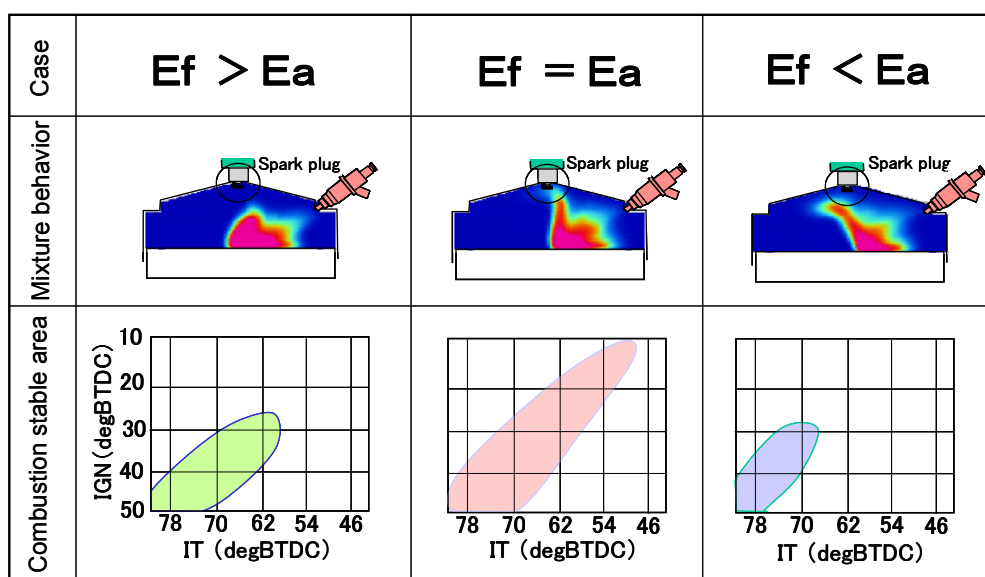 Case
Ef > Ea
Ef = Ea
Ef < Ea
Mixture behavior
Spark plug
Spark plug
Spark plug
Combustion stable area
IGN (degBTDC)
10
20
30
40
50
78 70 62 54 46
IT (degBTDC)
78 70 62 54 46
IT (degBTDC)
78 70 62 54 46
IT (degBTDC)